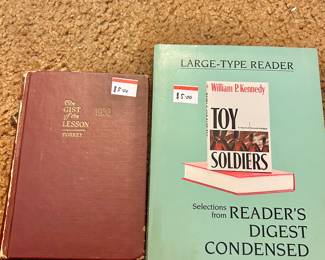 $5.00
The
GIST
of the
LESSON
1952
TORREY
LARGE-TYPE READER
William P. Kennedy
$5.00
TOY
SOLDIERS
Selections
from READER'S
DIGEST
CONDENSED